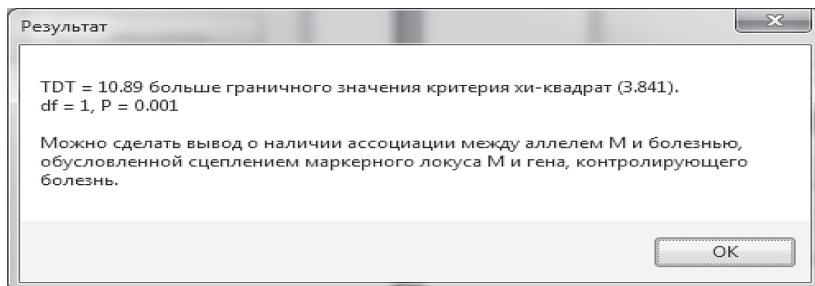 Результат
TDT = 10.89 больше граничного значения критерия хи-квадрат (3.841).
df = 1, P = 0.001
Можно сделать вывод о наличии ассоциации между аллелем М и болезнью,
обусловленной сцеплением маркерного локуса М и гена, контролирующего
болезнь.
OK